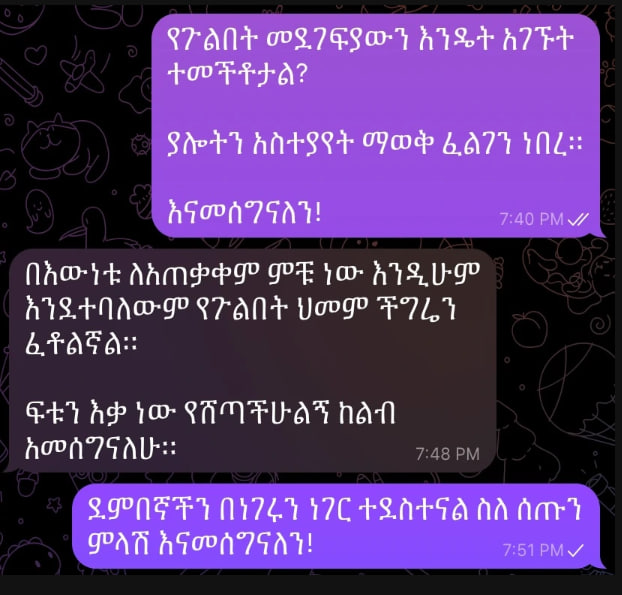 የጉልበት መደገፍያውን እንዴት አገኙት
ተመችቶታል?
ያሎትን አስተያየት ማወቅ ፈልገን ነበረ።
እናመሰግናለን!
7:40 PM
በእውነቱ ለአጠቃቀም ምቹ ነው እንዲሁም
እንደተባለውም የጉልበት ህመም ችግሬን
ፈቶልኛል።
ፍቱን እቃ ነው የሸጣችሁልኝ ከልብ
አመሰግናለሁ።
7:48 PM
ደምበኛችን በነገሩን ነገር ተደስተናል ስለ ሰጡን
ምላሽ እናመሰግናለን!
7:51 PM